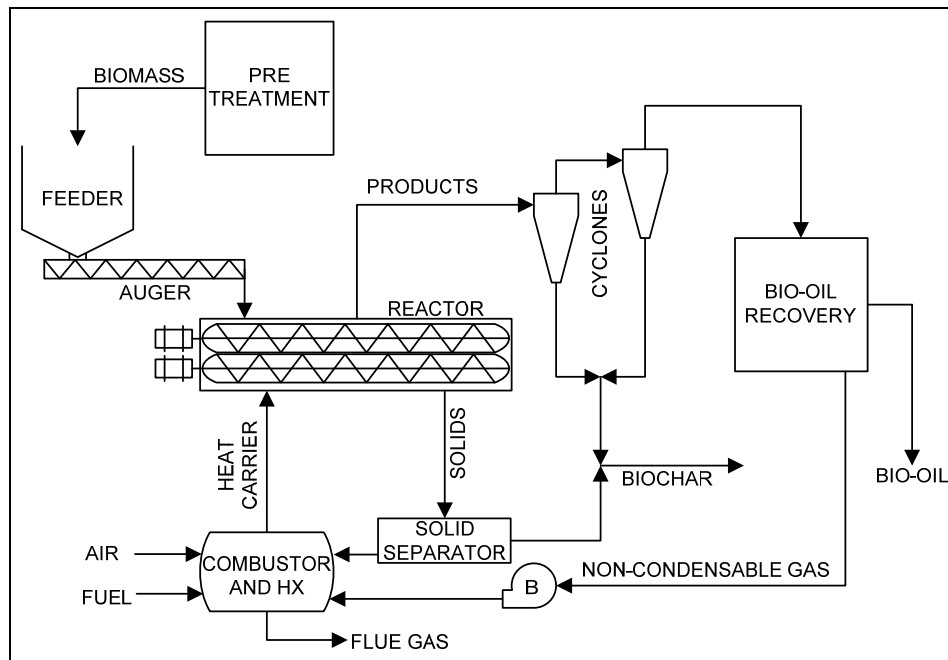 BIOMASS
PRE
TREATMENT
FEEDER
PRODUCTS
CYCLONES
AUGER
REACTOR
BIO-OIL
RECOVERY
HEAT
CARRIER
SOLIDS
BIOCHAR
BIO-OIL
SOLID
SEPARATOR
AIR
COMBUSTOR
AND HX
NON-CONDENSABLE GAS
B
FUEL
FLUE GAS